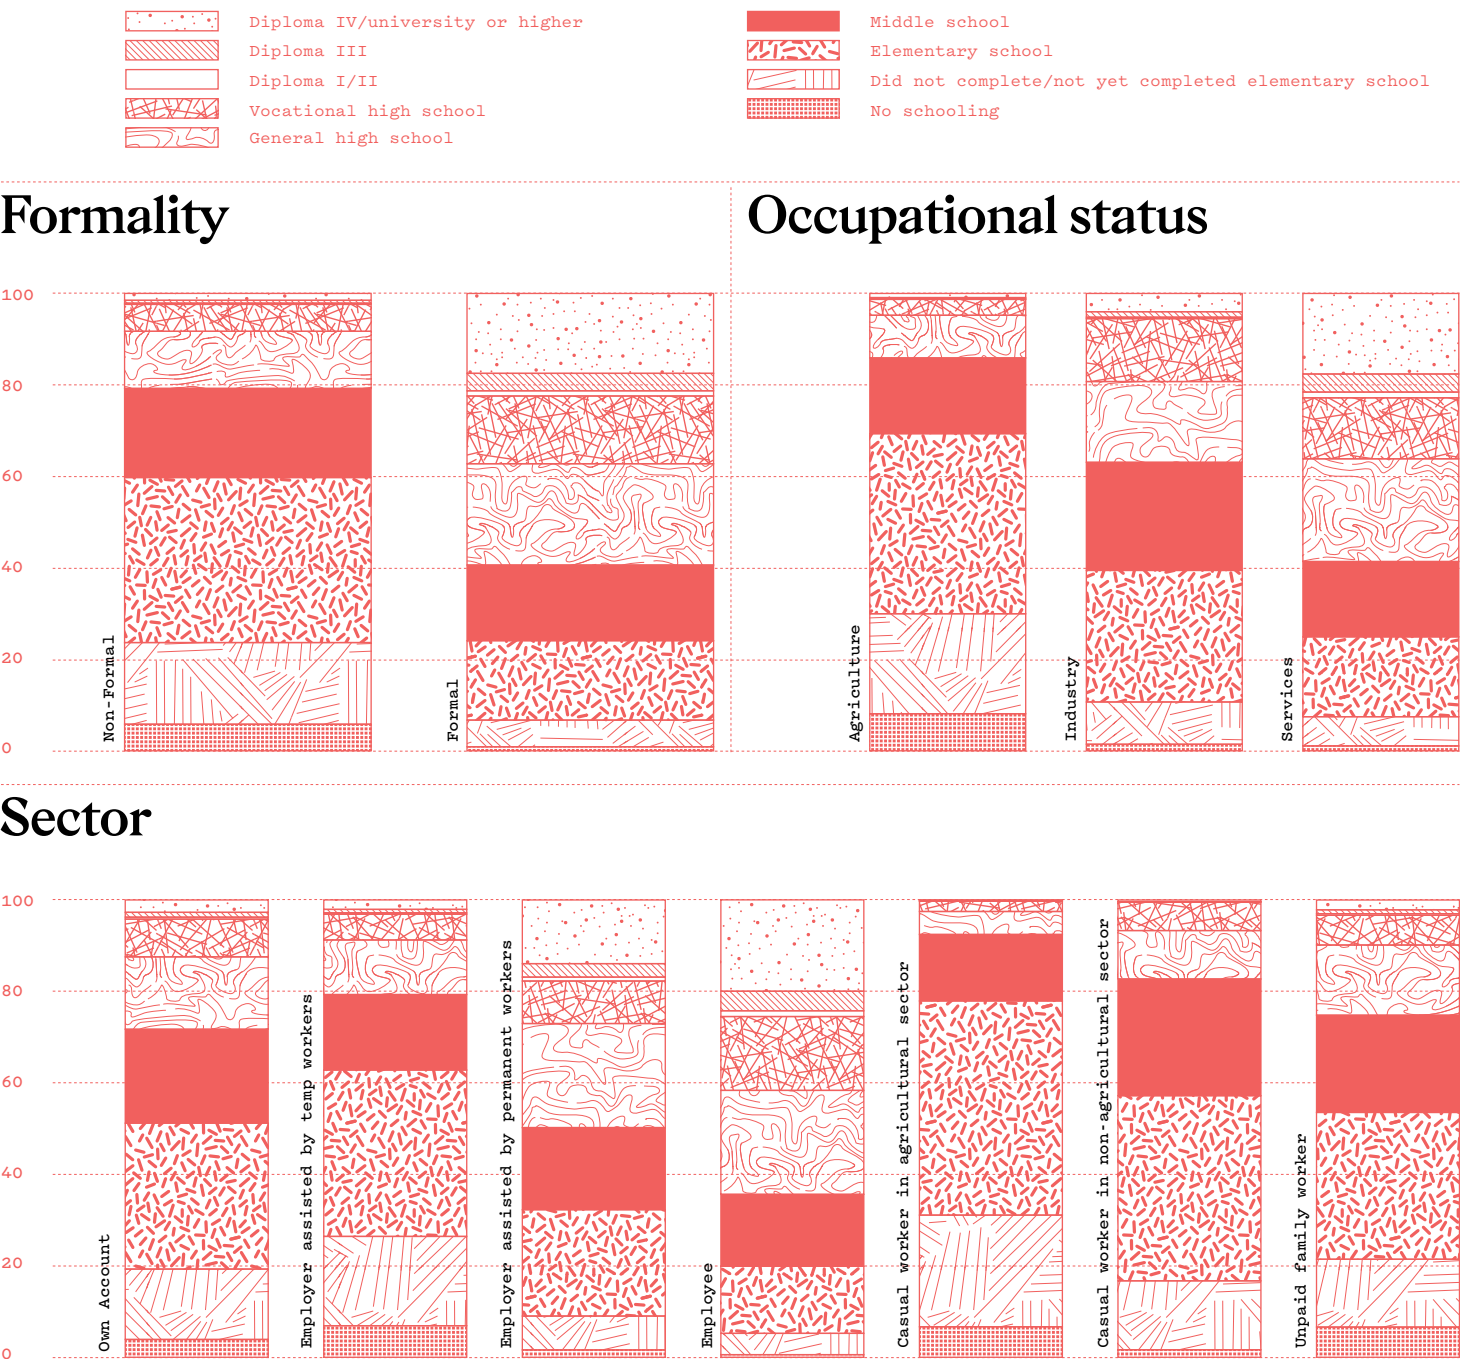 Diploma IV/university or higher
Diploma III
Diploma I/II
Vocational high school
General high school
Middle school
Elementary school
Did not complete/not yet completed elementary school
No schooling
Formality
100
80
60
40
20
0
Non-Formal
Formal
Occupational status
Agriculture
Industry
Services
Sector
100
80
60
40
20
0
Own Account
Employer assisted by temp workers
Employer assisted by permanent workers
Employee
Casual worker in agricultural sector
Casual worker in non-agricultural sector
Unpaid family worker